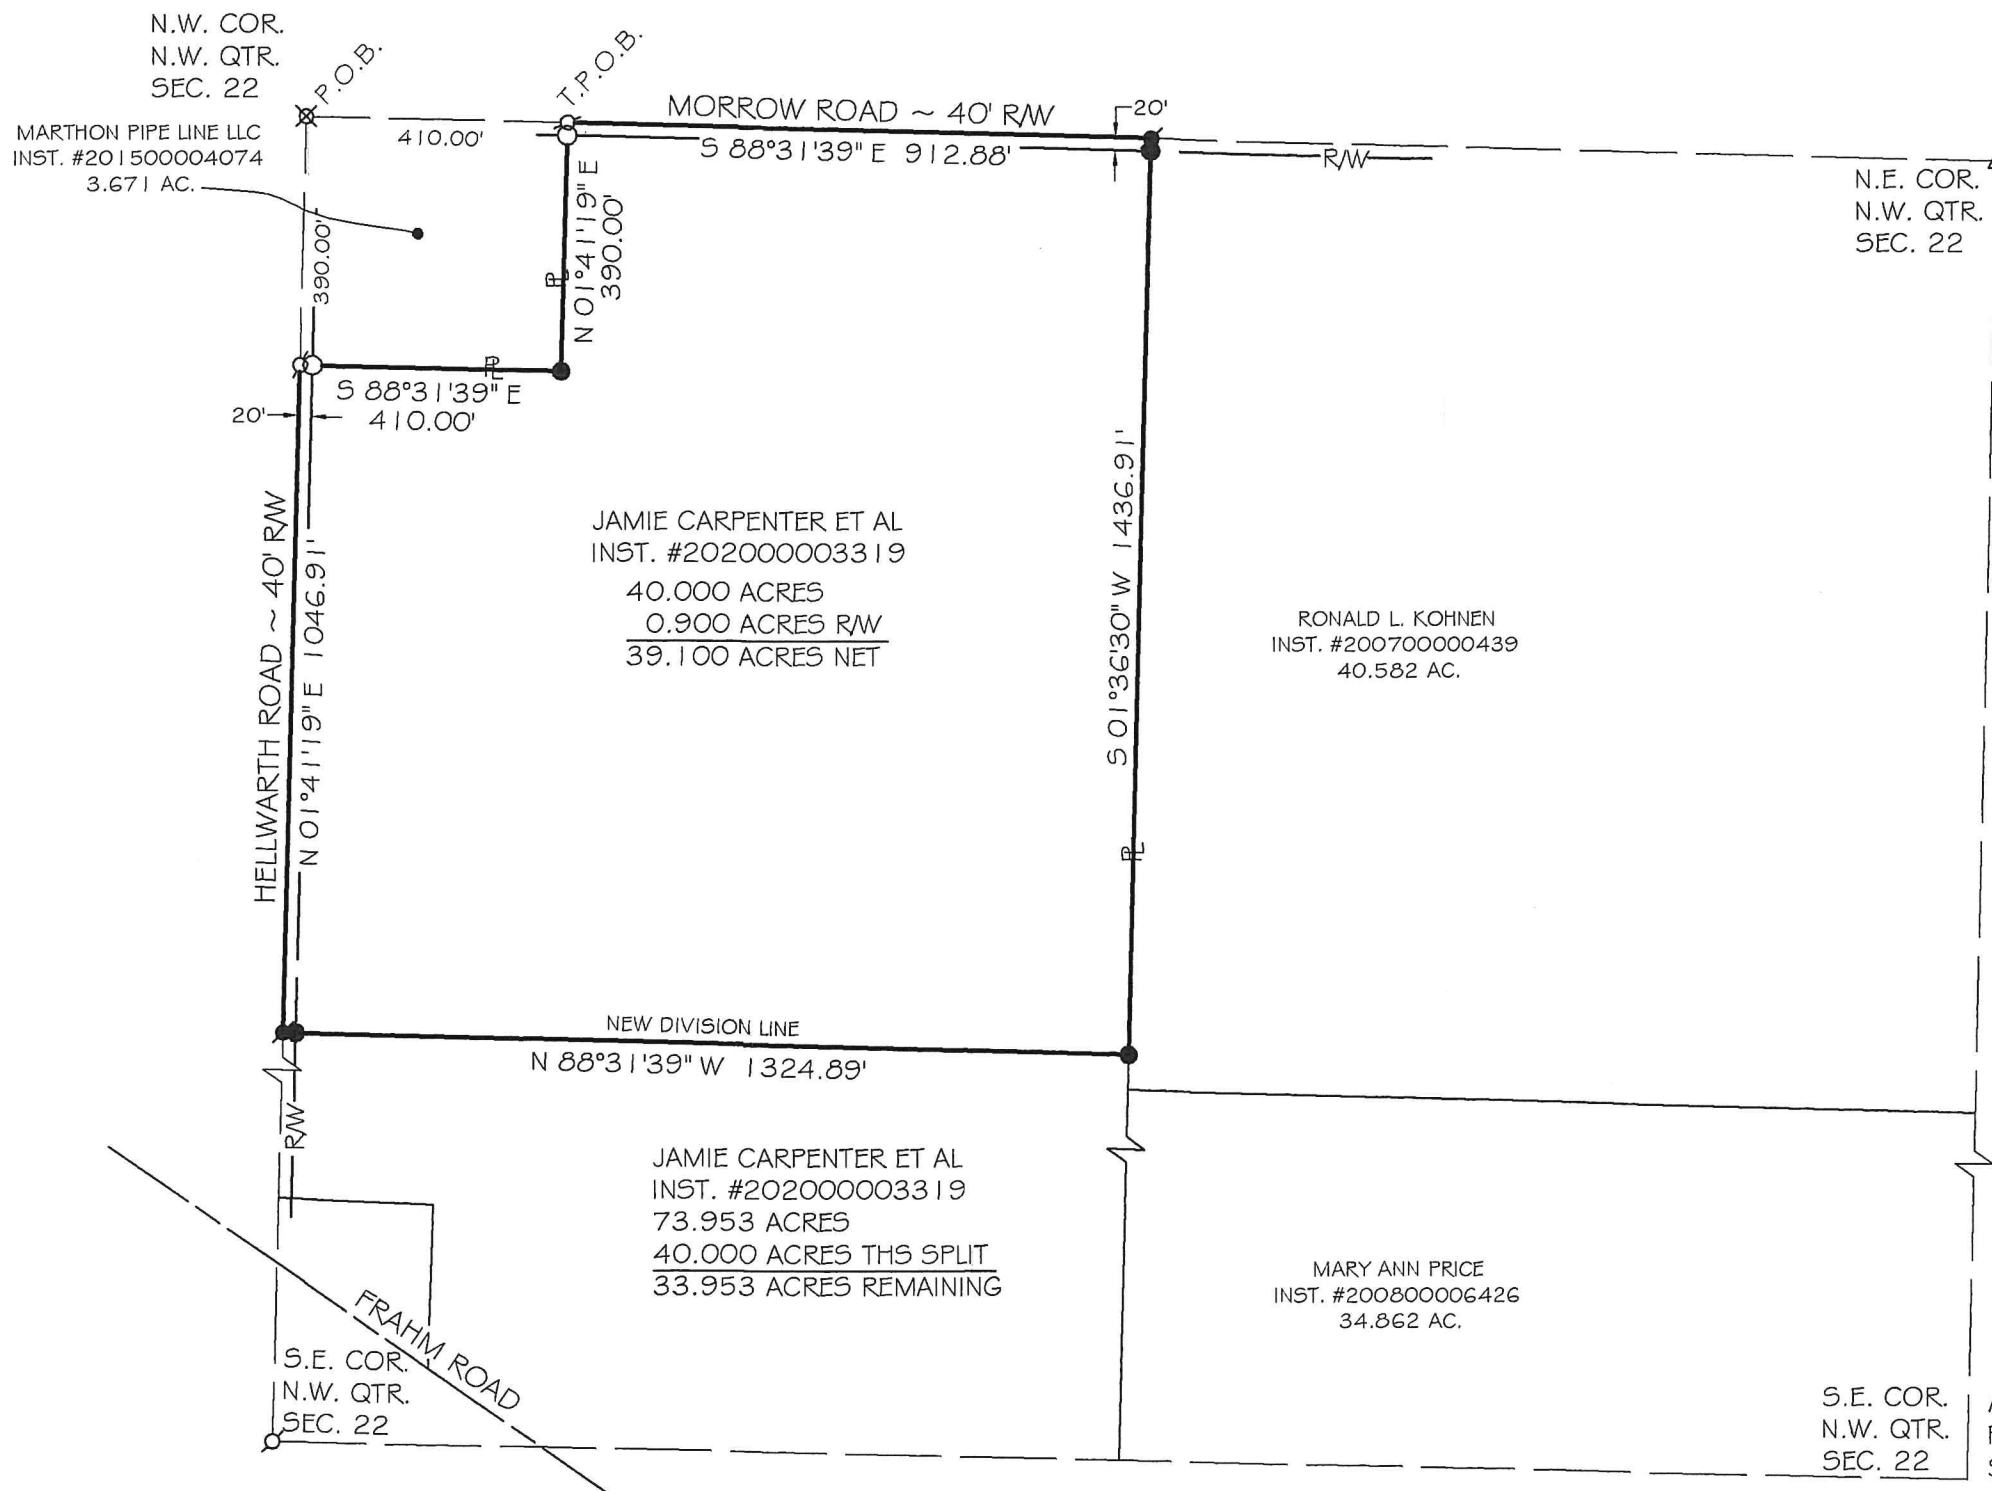 N.W. COR.
N.W. QTR.
SEC. 22
P.O.B.
T.P.O.B.
MORROW ROAD ~ 40' R/W
20'
410.00'
S 88°31'39" E 912.88'
R/W
MARTHON PIPE LINE LLC
INST. #201500004074
3.671 AC.
N.E. COR.
N.W. QTR.
SEC. 22
390.00'
N 01°41'19" E
390.00'
PL
PL
S 88°31'39" E
410.00'
20'
HELLWARTH ROAD ~ 40' R/W
N 01°41'19" E 1046.91'
JAMIE CARPENTER ET AL
INST. #202000003319
40.000 ACRES
0.900 ACRES R/W
39.100 ACRES NET
S 01°36'30" W 1436.91'
PL
RONALD L. KOHNEN
INST. #200700000439
40.582 AC.
NEW DIVISION LINE
N 88°31'39" W 1324.89'
R/W
JAMIE CARPENTER ET AL
INST. #202000003319
73.953 ACRES
40.000 ACRES THS SPLIT
33.953 ACRES REMAINING
MARY ANN PRICE
INST. #200800006426
34.862 AC.
FRAHM ROAD
S.E. COR.
N.W. QTR.
SEC. 22
S.E. COR.
N.W. QTR.
SEC. 22